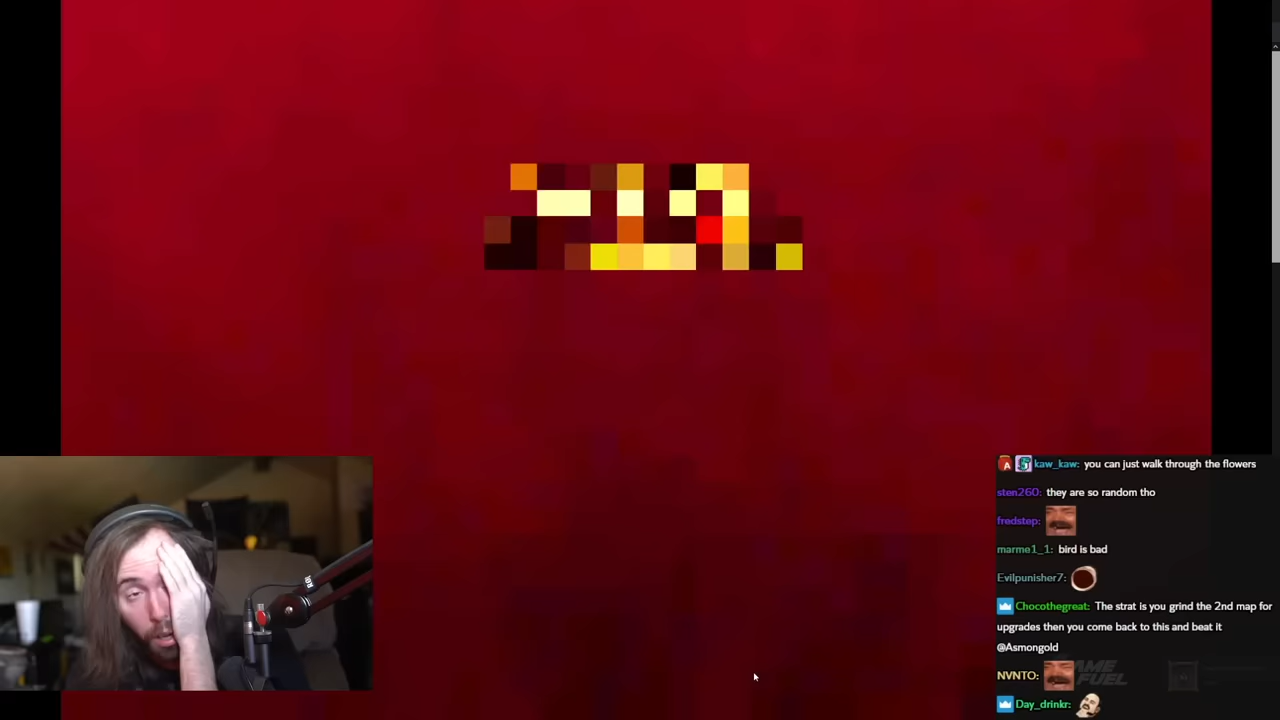 kaw_kaw: you can just walk through the flowers
sten260: they are so random tho
fredstep:
marme1_1: bird is bad
Evilpunisher7:
Chocothegreat: The strat is you grind the 2nd map for
upgrades then you come back to this and beat it
@Asmongold
NVNTO:
AME
FUEL
Day_drinkr: